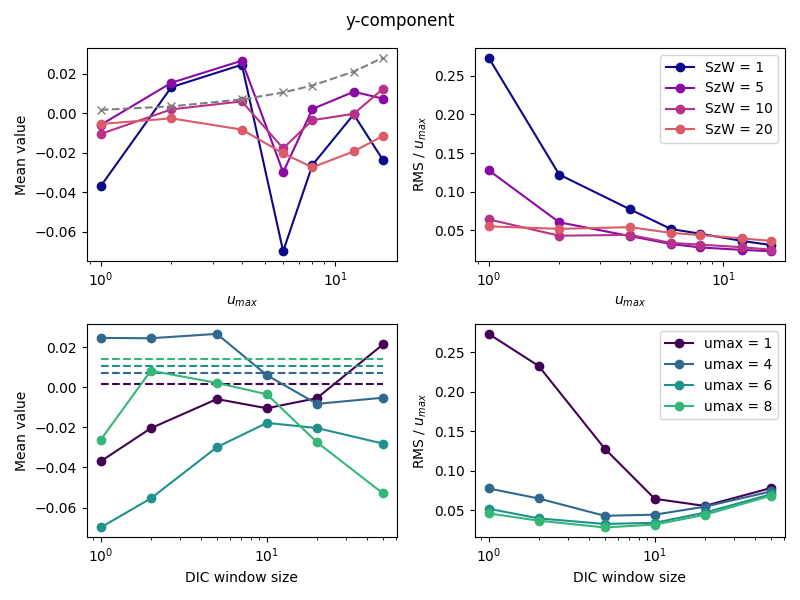 y-component
Mean value
0.02
0.00
−0.02
−0.04
−0.06
10⁰
10¹
u_max
RMS / u_max
0.25
0.20
0.15
0.10
0.05
10⁰
10¹
u_max
SzW = 1
SzW = 5
SzW = 10
SzW = 20
Mean value
0.02
0.00
−0.02
−0.04
−0.06
10⁰
10¹
DIC window size
RMS / u_max
0.25
0.20
0.15
0.10
0.05
10⁰
10¹
DIC window size
umax = 1
umax = 4
umax = 6
umax = 8